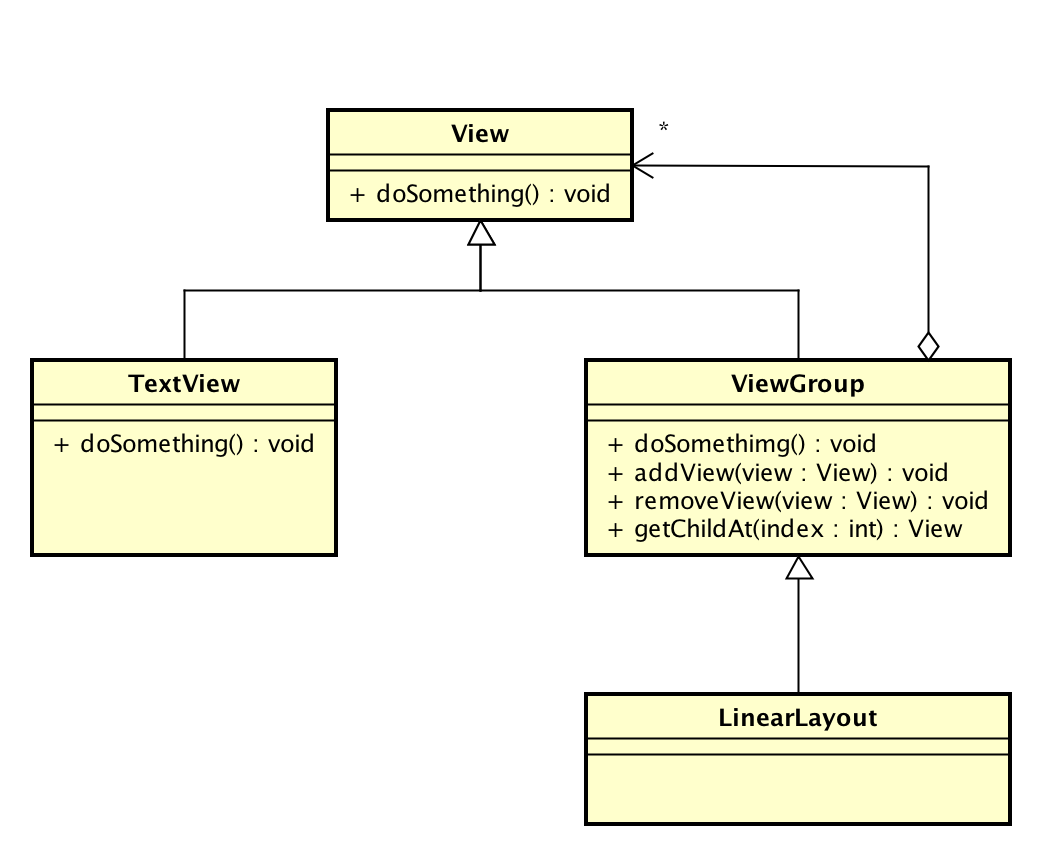 View
*
+ doSomething() : void
TextView
+ doSomething() : void
ViewGroup
+ doSomethimg() : void
+ addView(view : View) : void
+ removeView(view : View) : void
+ getChildAt(index : int) : View
LinearLayout